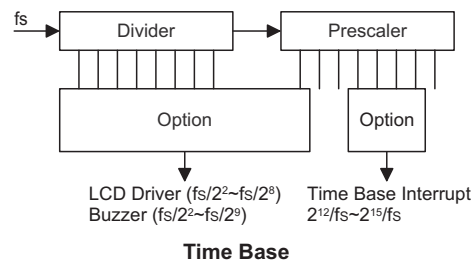 fs
Divider
Prescaler
Option
Option
LCD Driver (fs/2²~fs/2⁸)
Buzzer (fs/2²~fs/2⁹)
Time Base Interrupt
2¹²/fs~2¹⁵/fs
Time Base